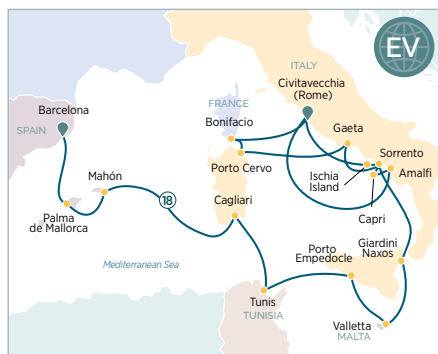 EV
ITALY
Civitavecchia
(Rome)
Barcelona
SPAIN
FRANCE
Bonifacio
Gaeta
Sorrento
Porto Cervo
Ischia
Island
Amalfi
Mahón
Capri
18
Cagliari
Palma
de Mallorca
Giardini
Naxos
Porto
Empedocle
Mediterranean Sea
Tunis
TUNISIA
Valletta
MALTA